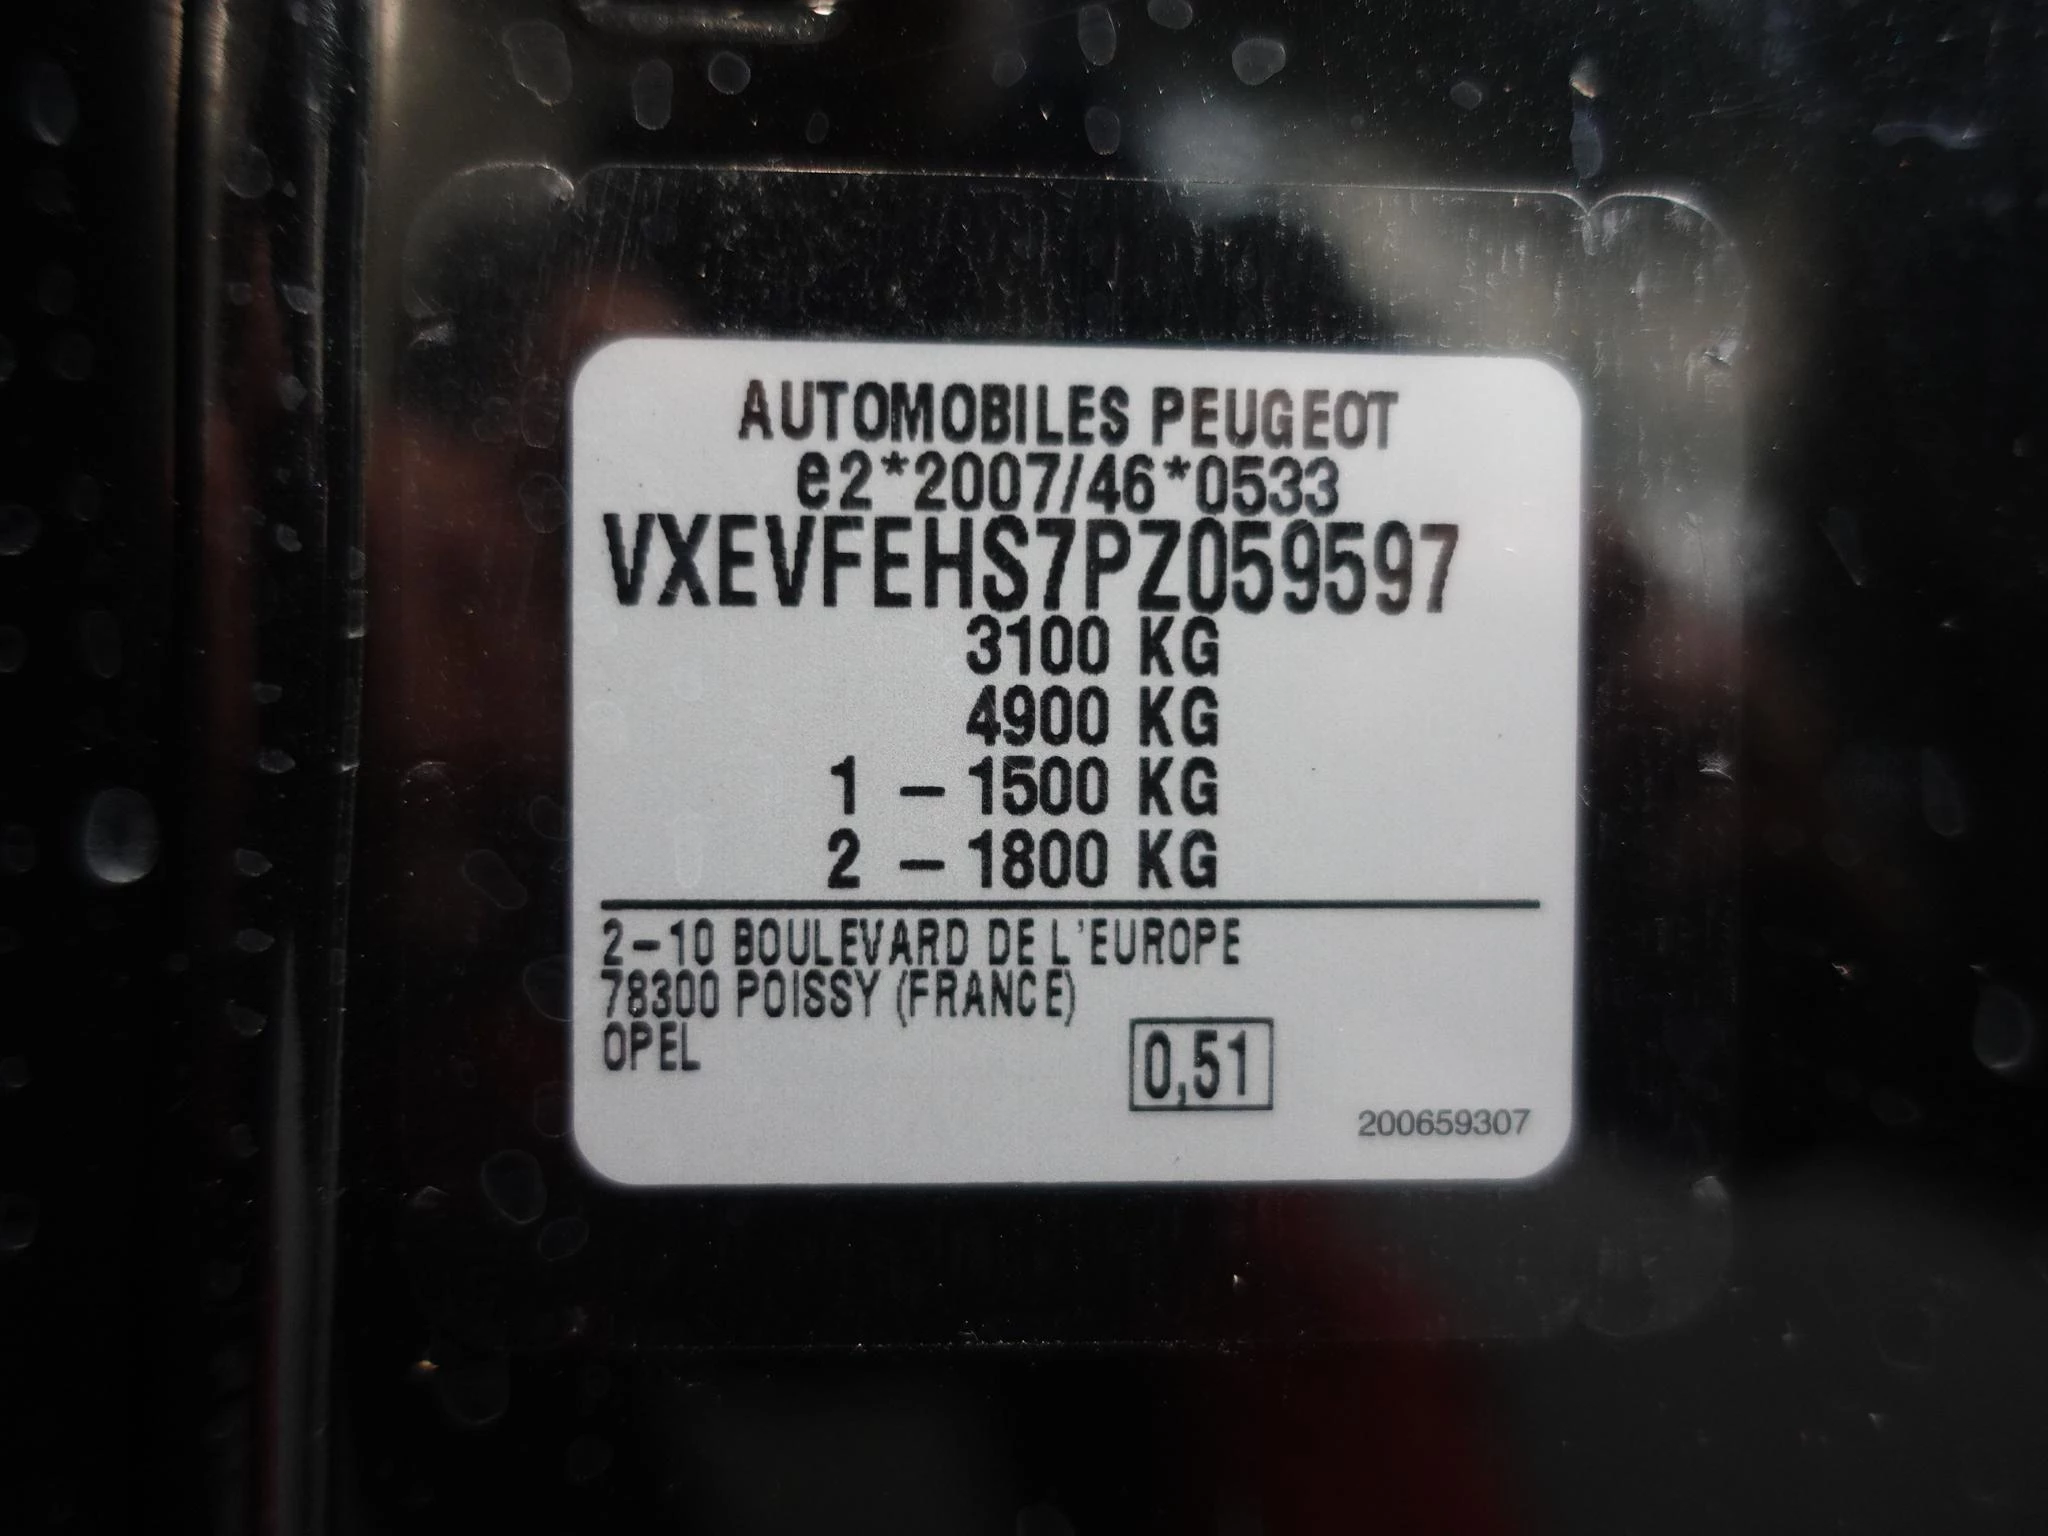 AUTOMOBILES PEUGEOT
e2*2007/46*0533
VXEVFEHS7PZ059597
3100 KG
4900 KG
1 - 1500 KG
2 - 1800 KG
2-10 BOULEVARD DE L'EUROPE
78300 POISSY (FRANCE)
OPEL
0,51
200659307